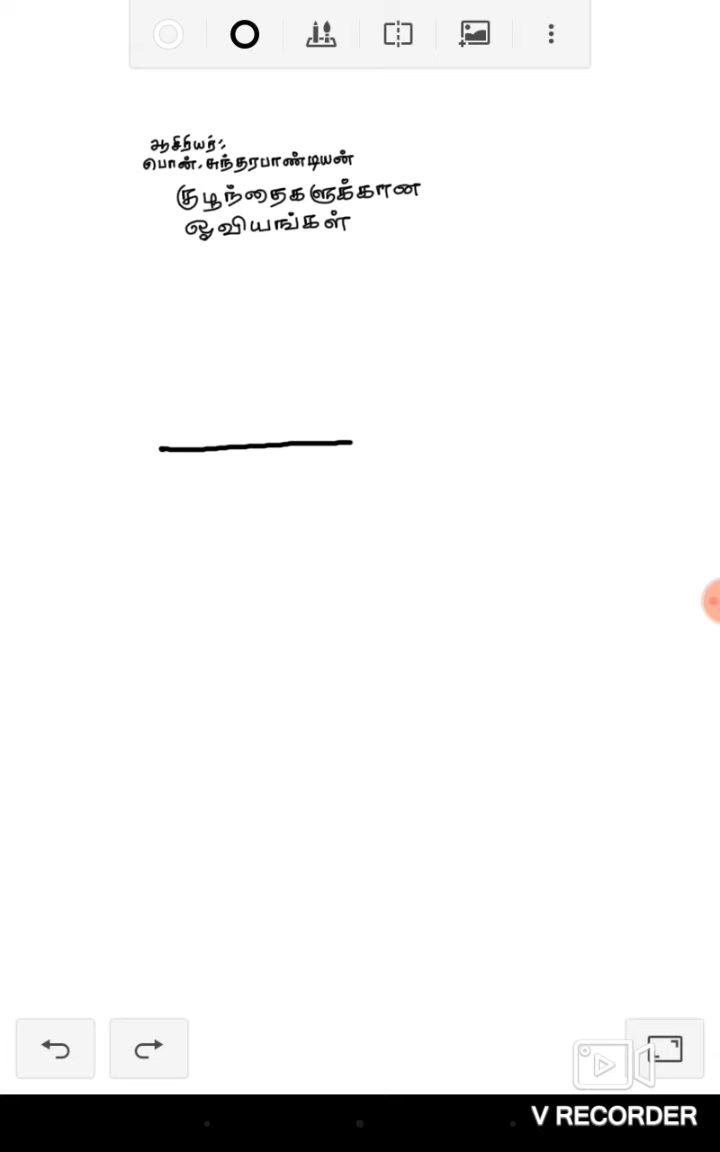 ஆசிரியர்:,
பொன்.சுந்தரபாண்டியன்
குழந்தைகளுக்கான
ஓவியங்கள்
V RECORDER